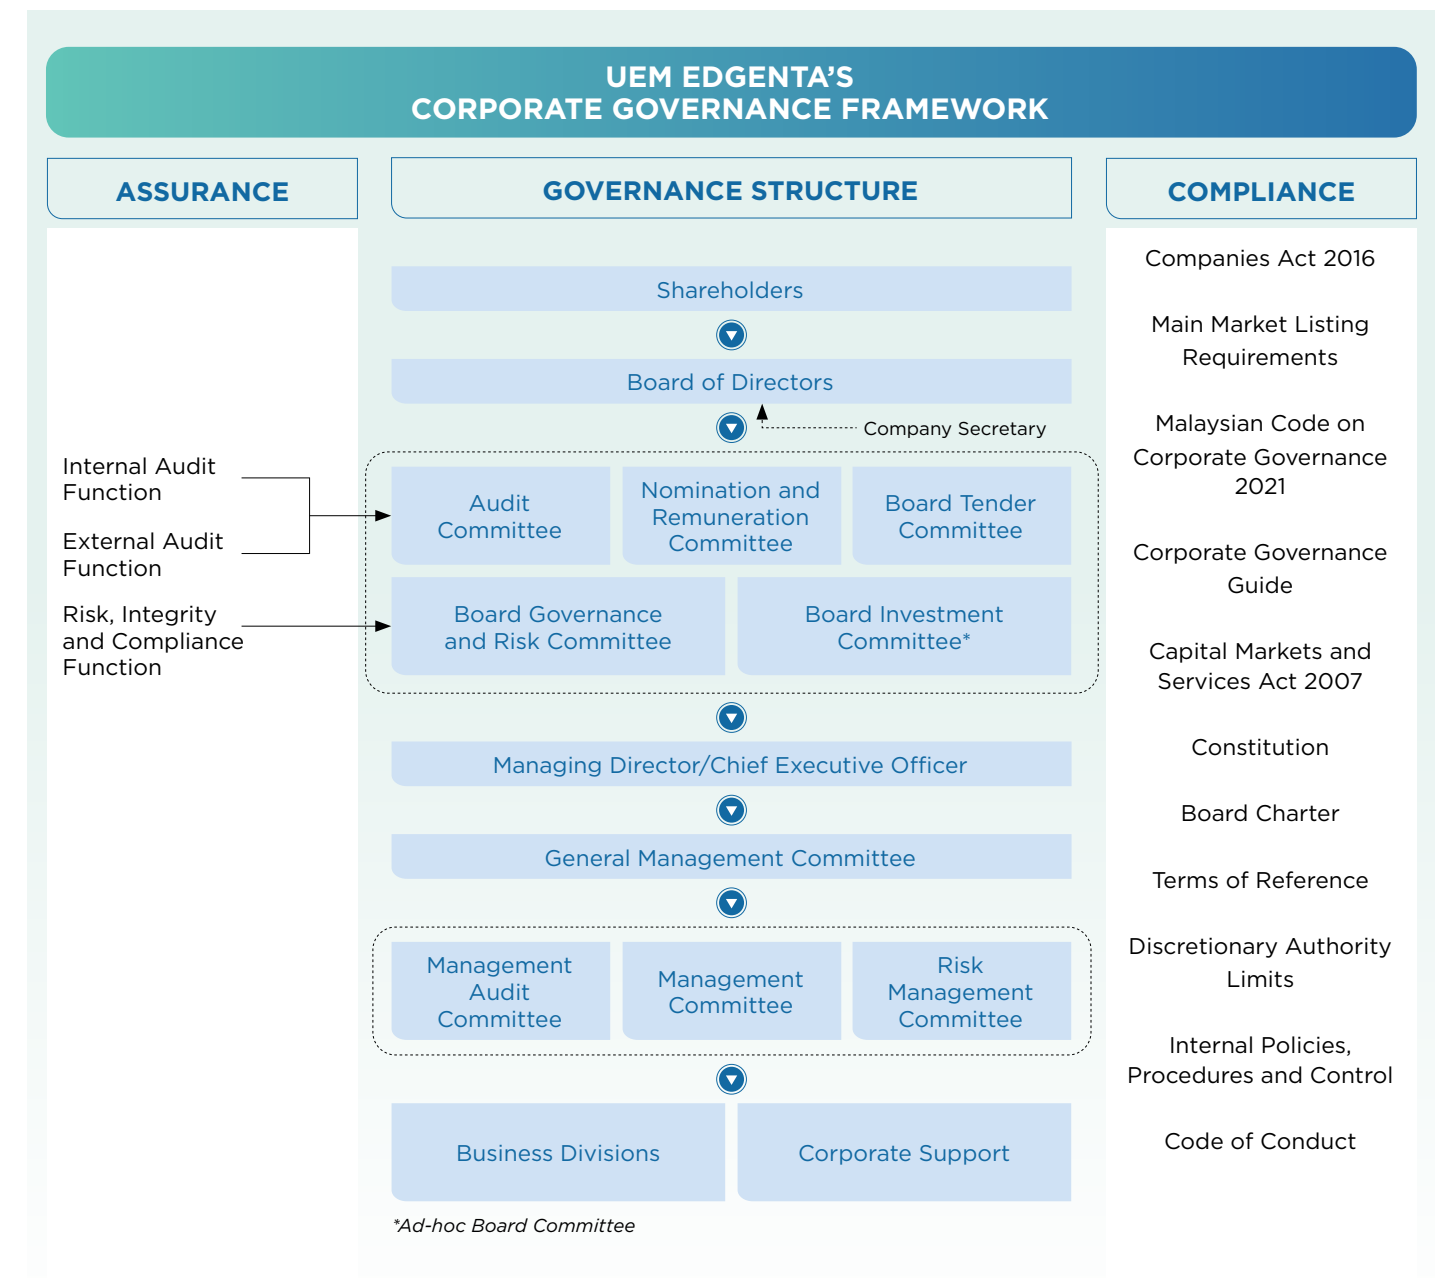 UEM EDGENTA’S
CORPORATE GOVERNANCE FRAMEWORK
ASSURANCE
Internal Audit
Function
External Audit
Function
Risk, Integrity
and Compliance
Function
GOVERNANCE STRUCTURE
Shareholders
Board of Directors
Company Secretary
Audit
Committee
Nomination and
Remuneration
Committee
Board Tender
Committee
Board Governance
and Risk Committee
Board Investment
Committee*
Managing Director/Chief Executive Officer
General Management Committee
Management
Audit
Committee
Management
Committee
Risk
Management
Committee
Business Divisions
Corporate Support
*Ad-hoc Board Committee
COMPLIANCE
Companies Act 2016
Main Market Listing
Requirements
Malaysian Code on
Corporate Governance
2021
Corporate Governance
Guide
Capital Markets and
Services Act 2007
Constitution
Board Charter
Terms of Reference
Discretionary Authority
Limits
Internal Policies,
Procedures and Control
Code of Conduct